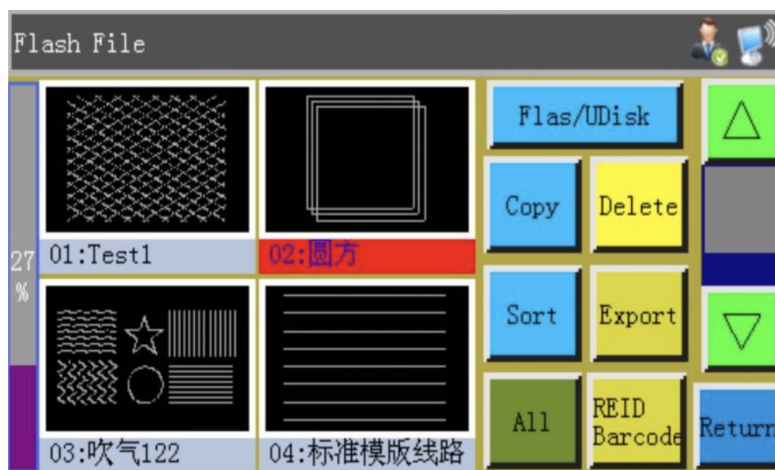 Flash File
27
%
01:Test1
02:圆方
03:吹气122
04:标准模版线路
Flas/UDisk
Copy
Delete
Sort
Export
All
REID
Barcode
Return